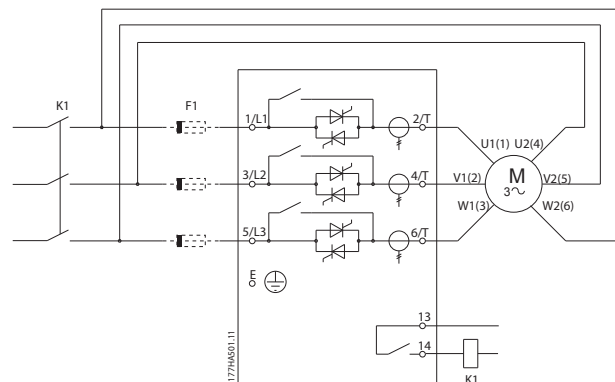 K1
F1
1/L1
2/T
U1(1)
U2(4)
3/L2
4/T
V1(2)
M
3~
V2(5)
5/L3
6/T
W1(3)
W2(6)
E
13
14
K1
177HA501.11